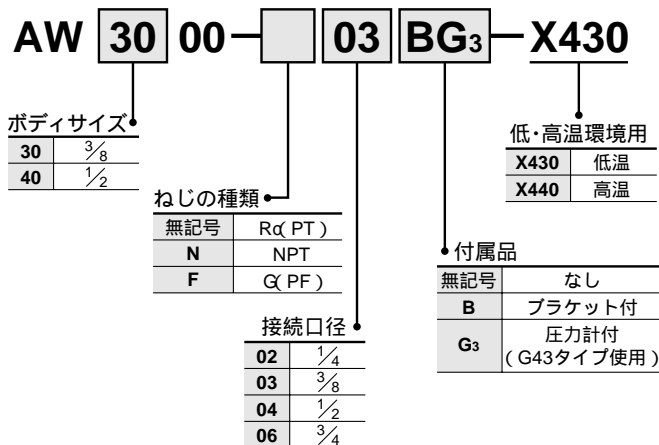 AW 30 00 — 03 BG3 — X430
ボディサイズ
30 3/8
40 1/2
ねじの種類
無記号 Rc( PT )
N NPT
F G( PF )
接続口径
02 1/4
03 3/8
04 1/2
06 3/4
付属品
無記号 なし
B ブラケット付
G3 圧力計付
( G43タイプ使用 )
低・高温環境用
X430 低温
X440 高温